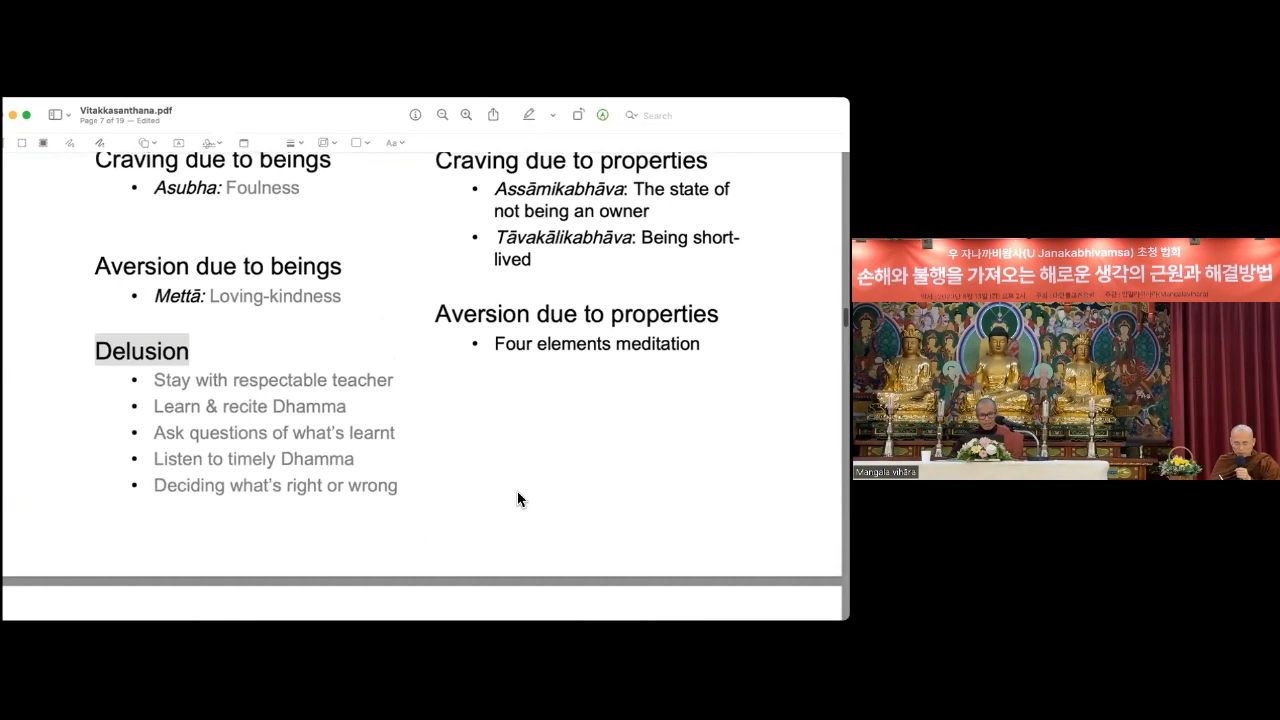 Vitakkasanthana.pdf
Page 7 of 19 — Edited
Search
Aa
Craving due to beings
• Asubha: Foulness
Aversion due to beings
• Mettā: Loving-kindness
Delusion
• Stay with respectable teacher
• Learn & recite Dhamma
• Ask questions of what's learnt
• Listen to timely Dhamma
• Deciding what's right or wrong
Craving due to properties
• Assāmikabhāva: The state of
not being an owner
• Tāvakālikabhāva: Being short-
lived
Aversion due to properties
• Four elements meditation
우 자나까비왐사(U Janakabhivamsa) 초청 법회
손해와 불행을 가져오는 해로운 생각의 근원과 해결방법
Mangala vihāra